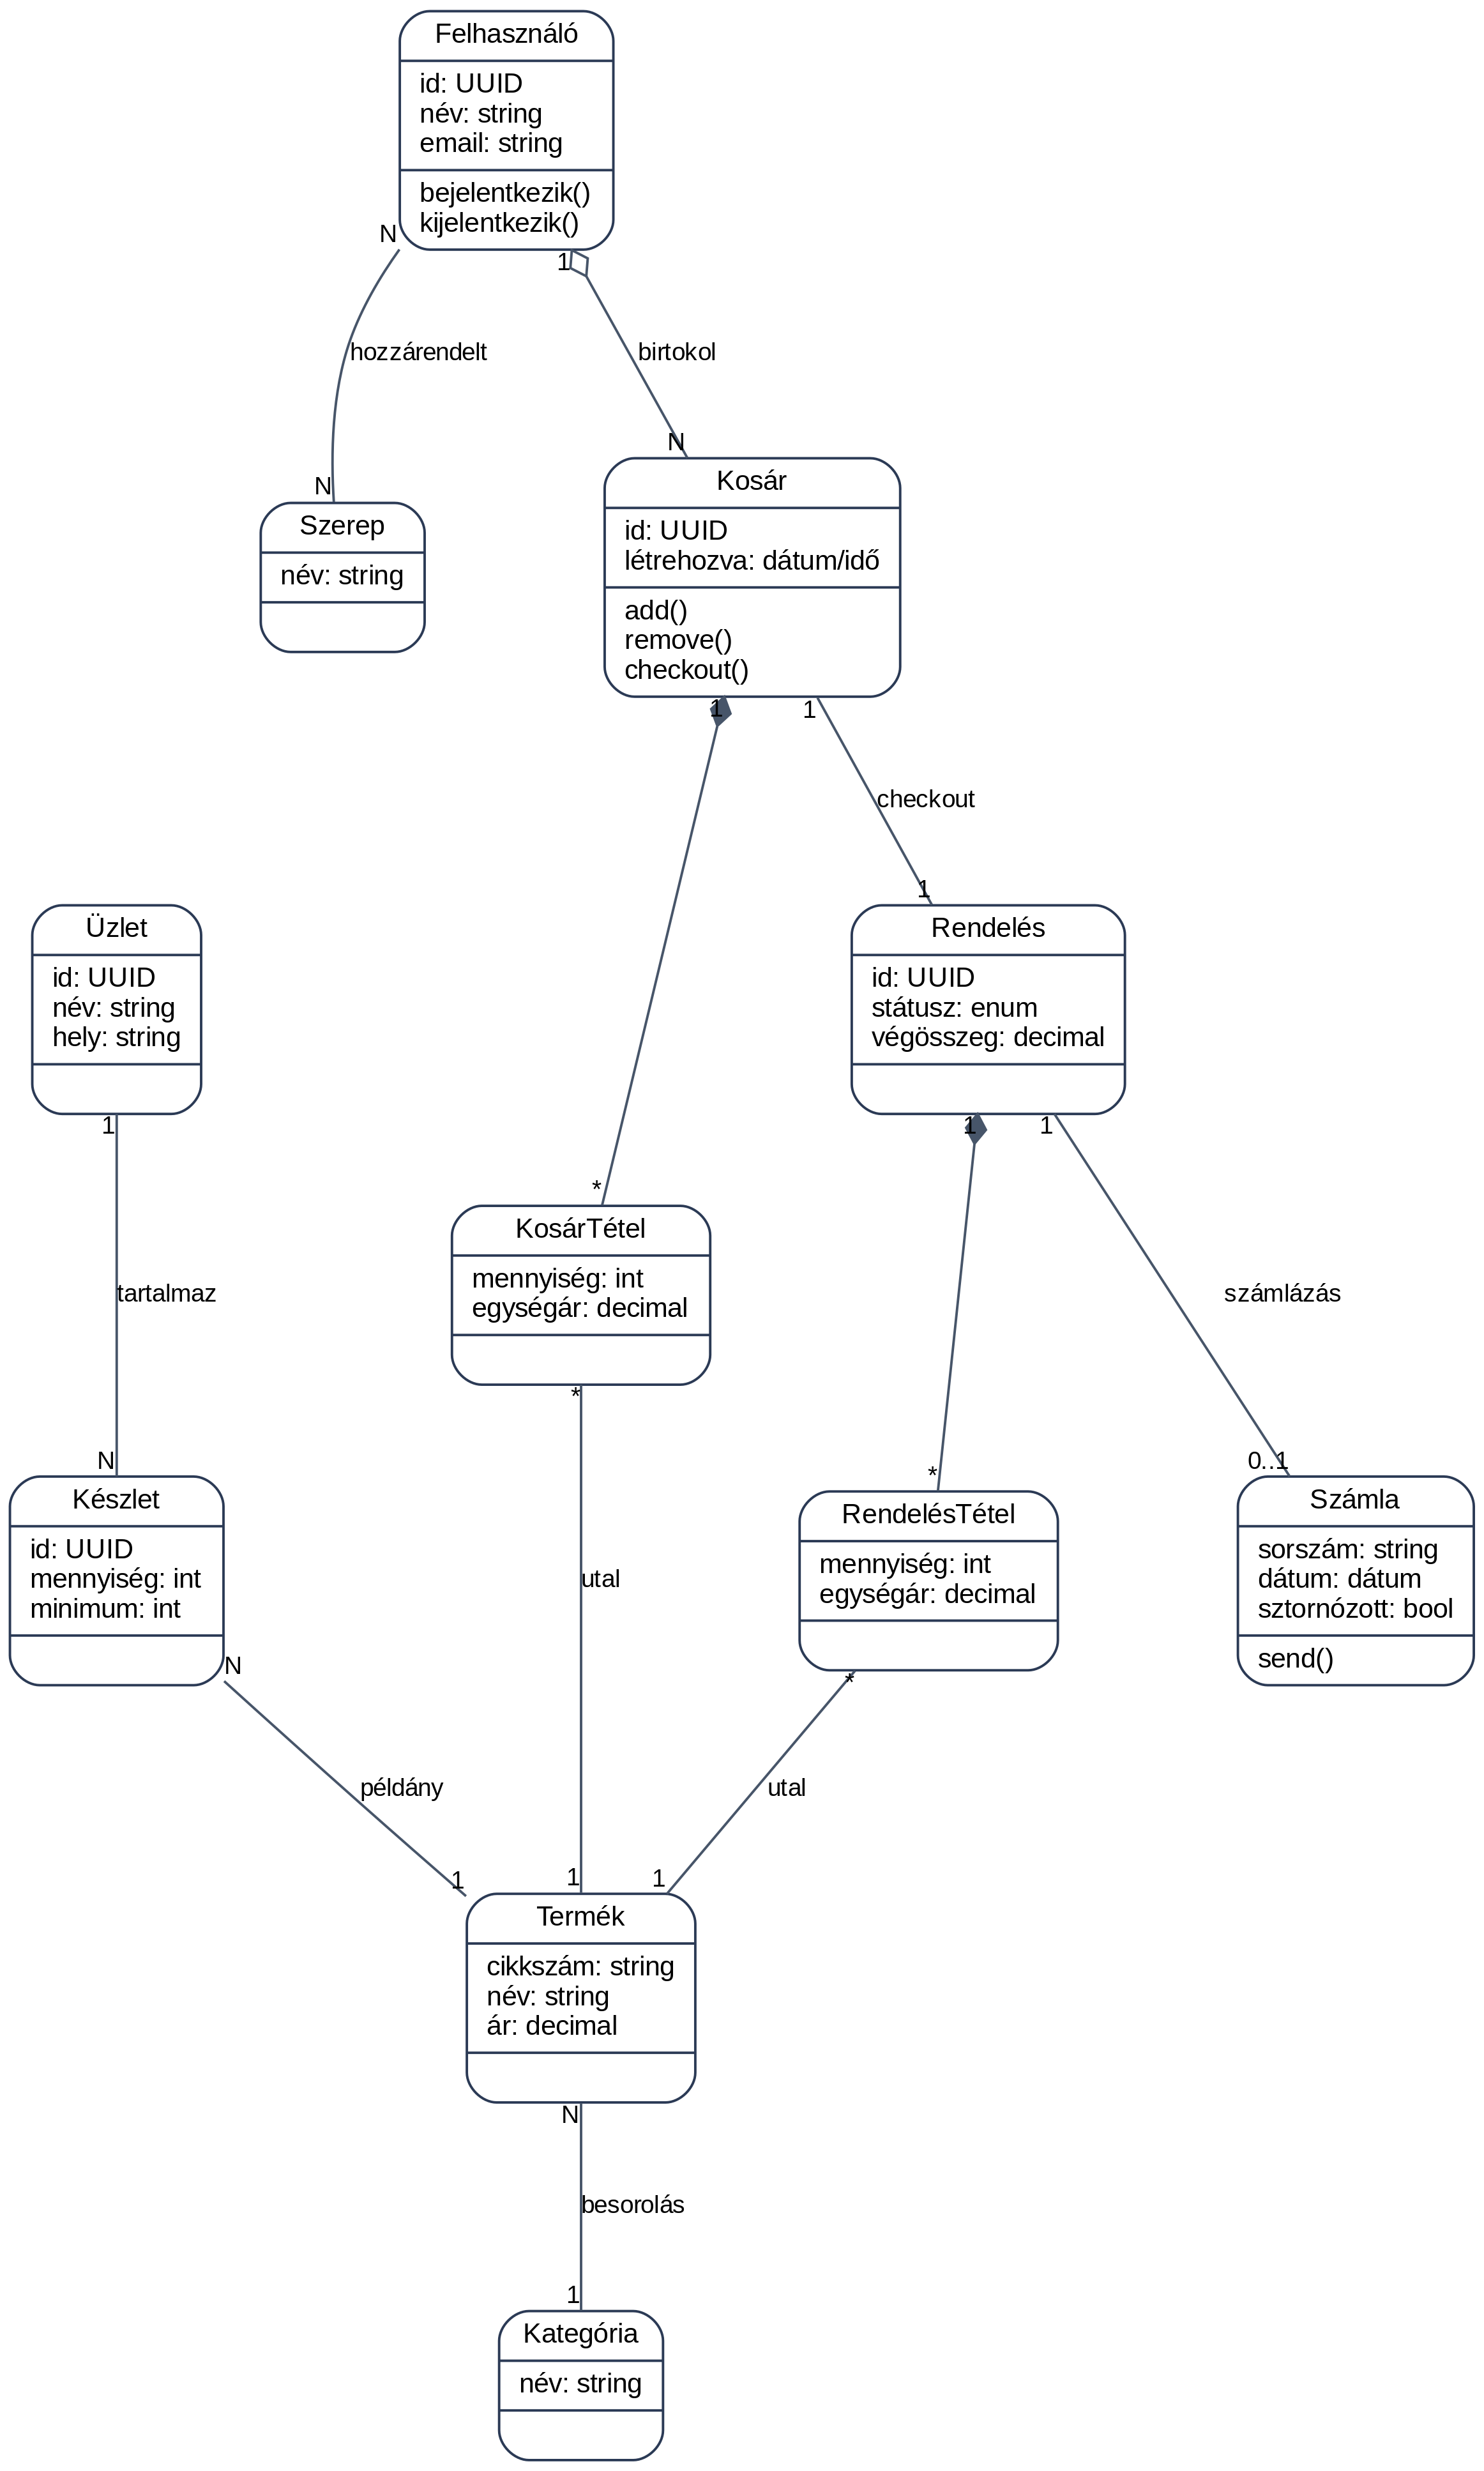 Felhasználó
id: UUID
név: string
email: string
bejelentkezik()
kijelentkezik()
N
1
hozzárendelt
birtokol
N
N
Szerep
név: string
Kosár
id: UUID
létrehozva: dátum/idő
add()
remove()
checkout()
1
1
checkout
1
Üzlet
id: UUID
név: string
hely: string
Rendelés
id: UUID
státusz: enum
végösszeg: decimal
1
1
1
*
KosárTétel
mennyiség: int
egységár: decimal
tartalmaz
számlázás
*
N
*
0..1
Készlet
id: UUID
mennyiség: int
minimum: int
utal
RendelésTétel
mennyiség: int
egységár: decimal
Számla
sorszám: string
dátum: dátum
sztornózott: bool
send()
N
*
példány
utal
1
1
1
Termék
cikkszám: string
név: string
ár: decimal
N
besorolás
1
Kategória
név: string